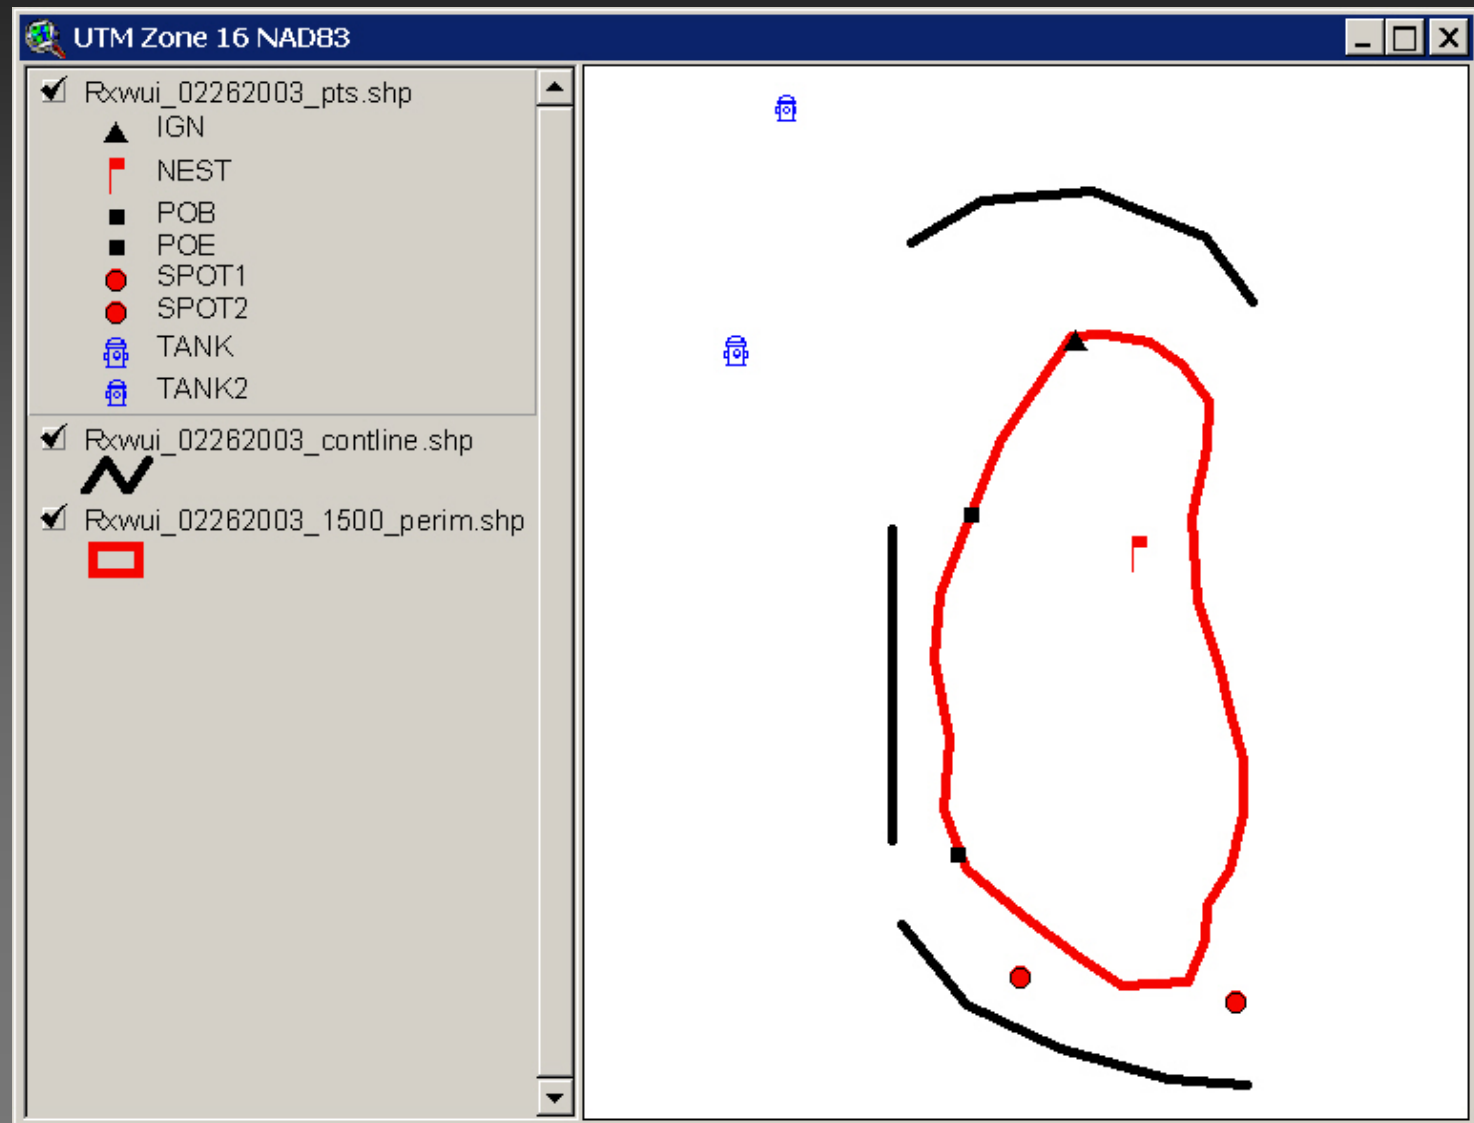 UTM Zone 16 NAD83
Rxwui_02262003_pts.shp
IGN
NEST
POB
POE
SPOT1
SPOT2
TANK
TANK2
Rxwui_02262003_contline.shp
Rxwui_02262003_1500_perim.shp